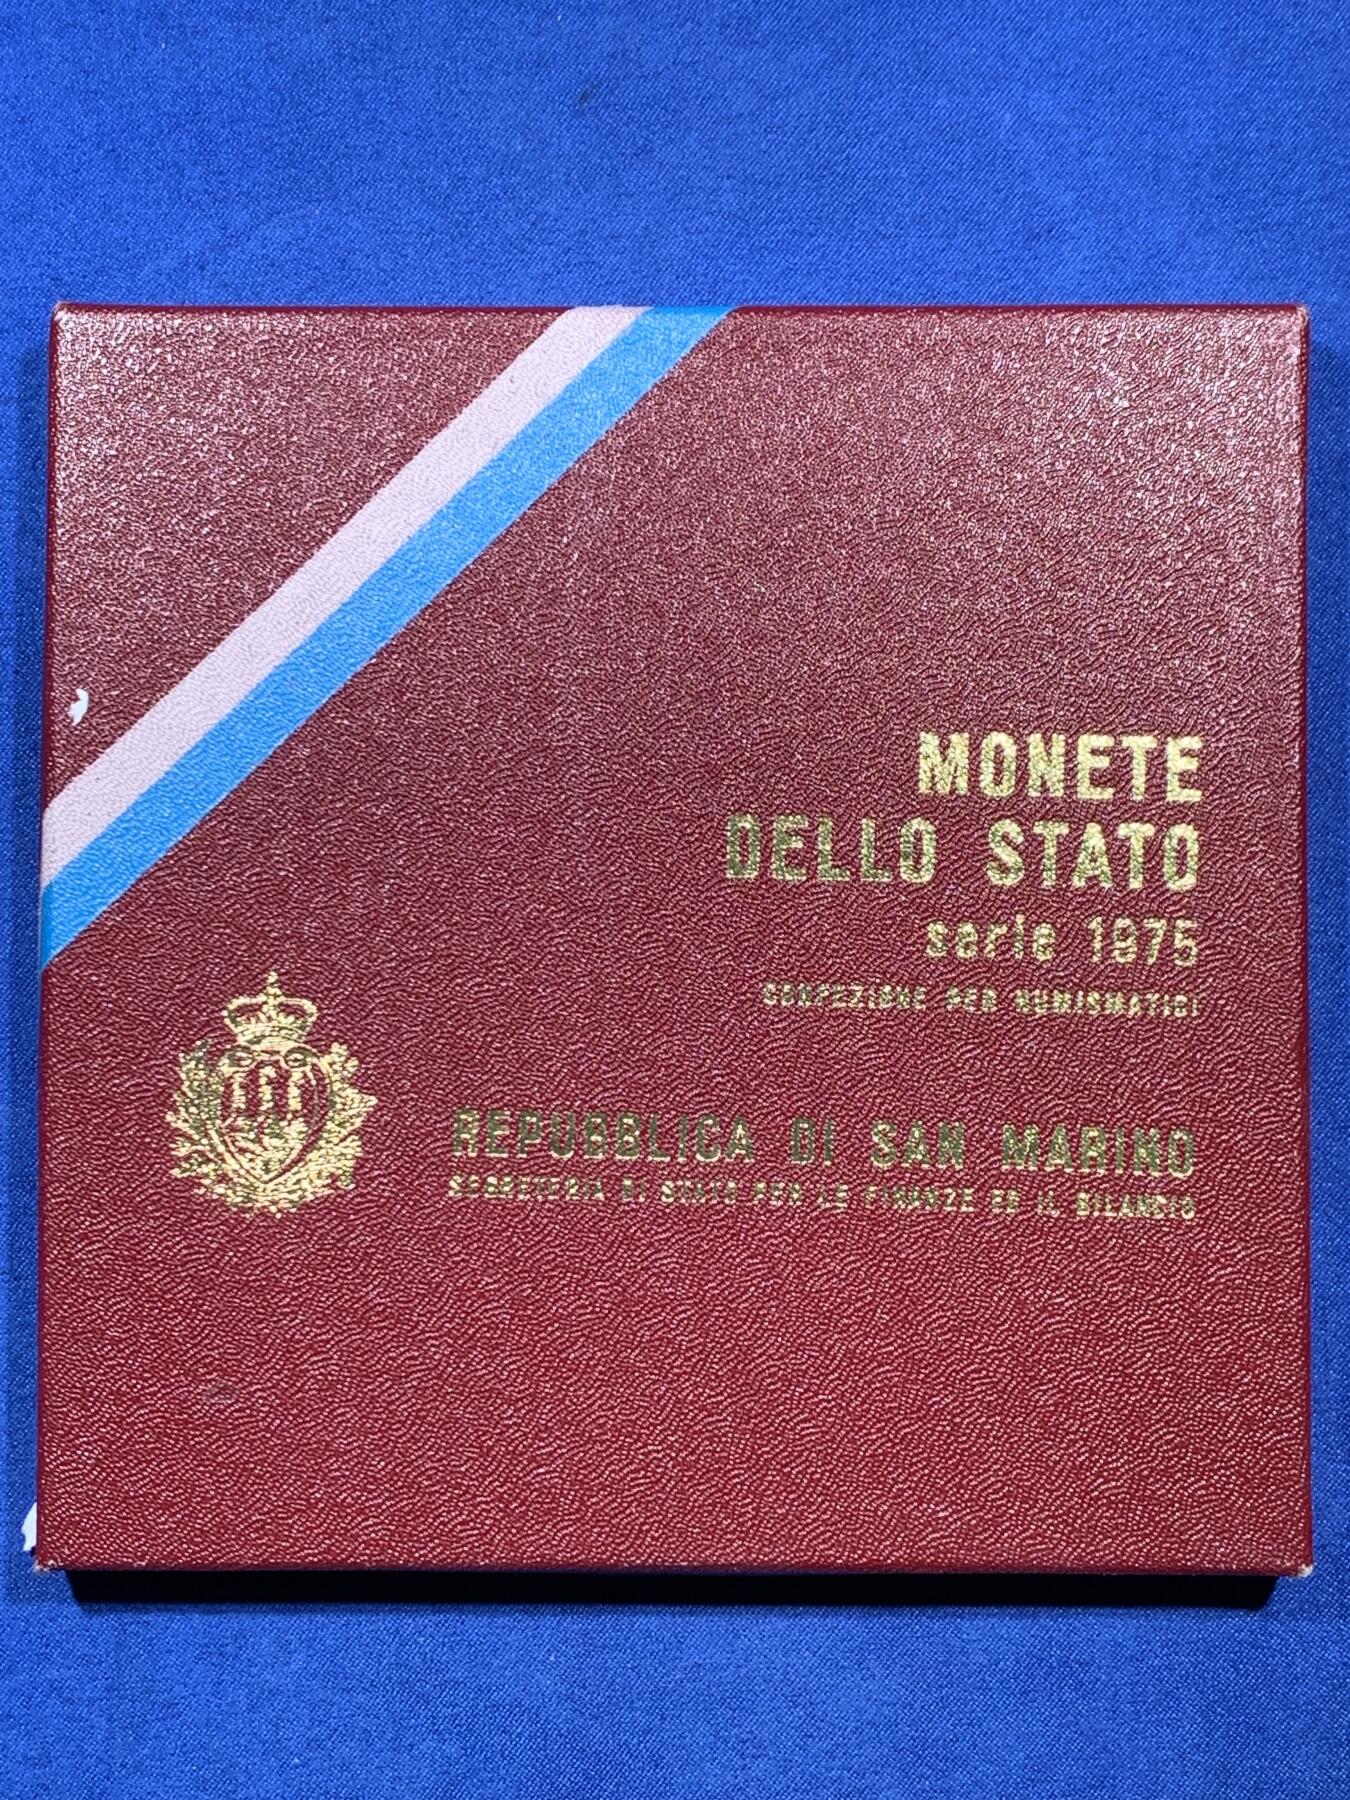 MONETE
DELLO STATO
serie 1975
CONFEZIONE PER NUMISMATICI
REPUBBLICA DI SAN MARINO
SEGRETERIA DI STATO PER LE FINANZE ED IL BILANCIO